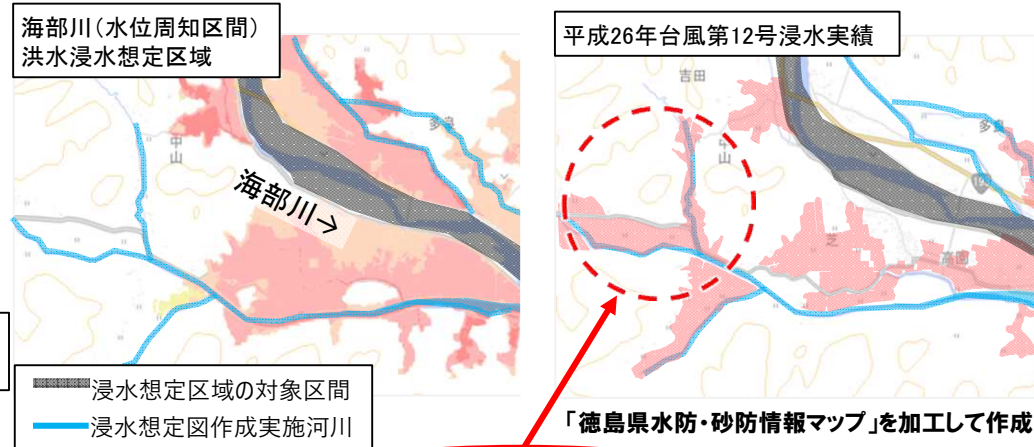 海部川(水位周知区間)
洪水浸水想定区域
平成26年台風第12号浸水実績
吉田
中山
多良
海部川→
中山
多良
芝
高園
浸水想定区域の対象区間
浸水想定図作成実施河川
「徳島県水防・砂防情報マップ」を加工して作成